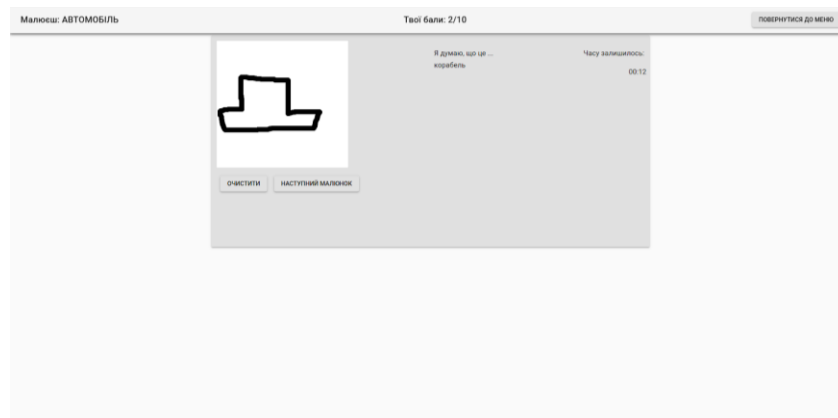 Малюєш: АВТОМОБІЛЬ
Твої бали: 2/10
ПОВЕРНУТИСЯ ДО МЕНЮ
Я думаю, що це ...
корабель
Часу залишилось:
00:12
ОЧИСТИТИ
НАСТУПНИЙ МАЛЮНОК